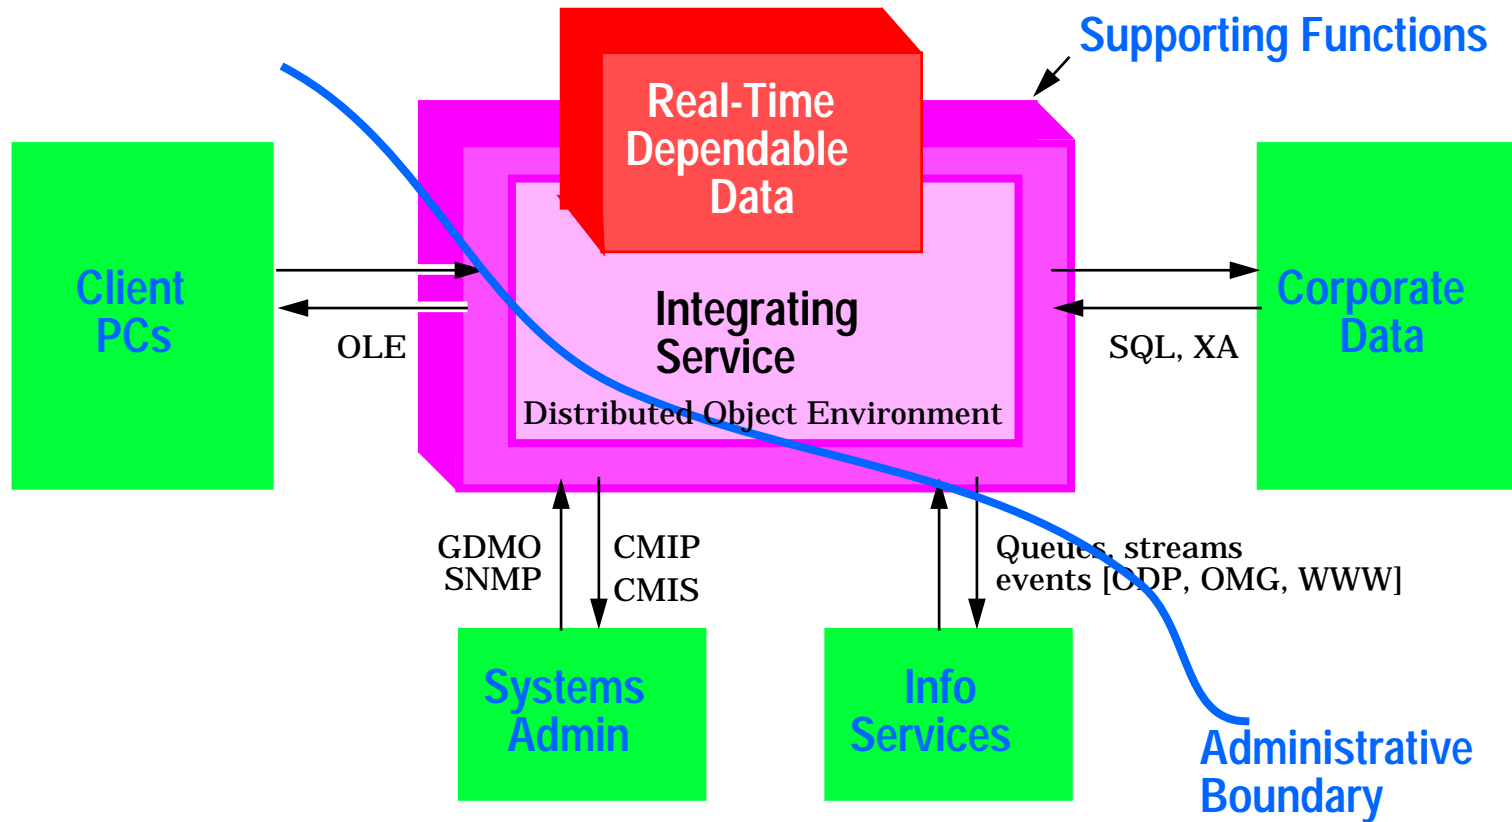 Supporting Functions
Real-Time
Dependable
Data
Client
PCs
OLE
Integrating
Service
Distributed Object Environment
SQL, XA
Corporate
Data
GDMO
SNMP
CMIP
CMIS
Queues, streams
events [ODP, OMG, WWW]
Systems
Admin
Info
Services
Administrative
Boundary